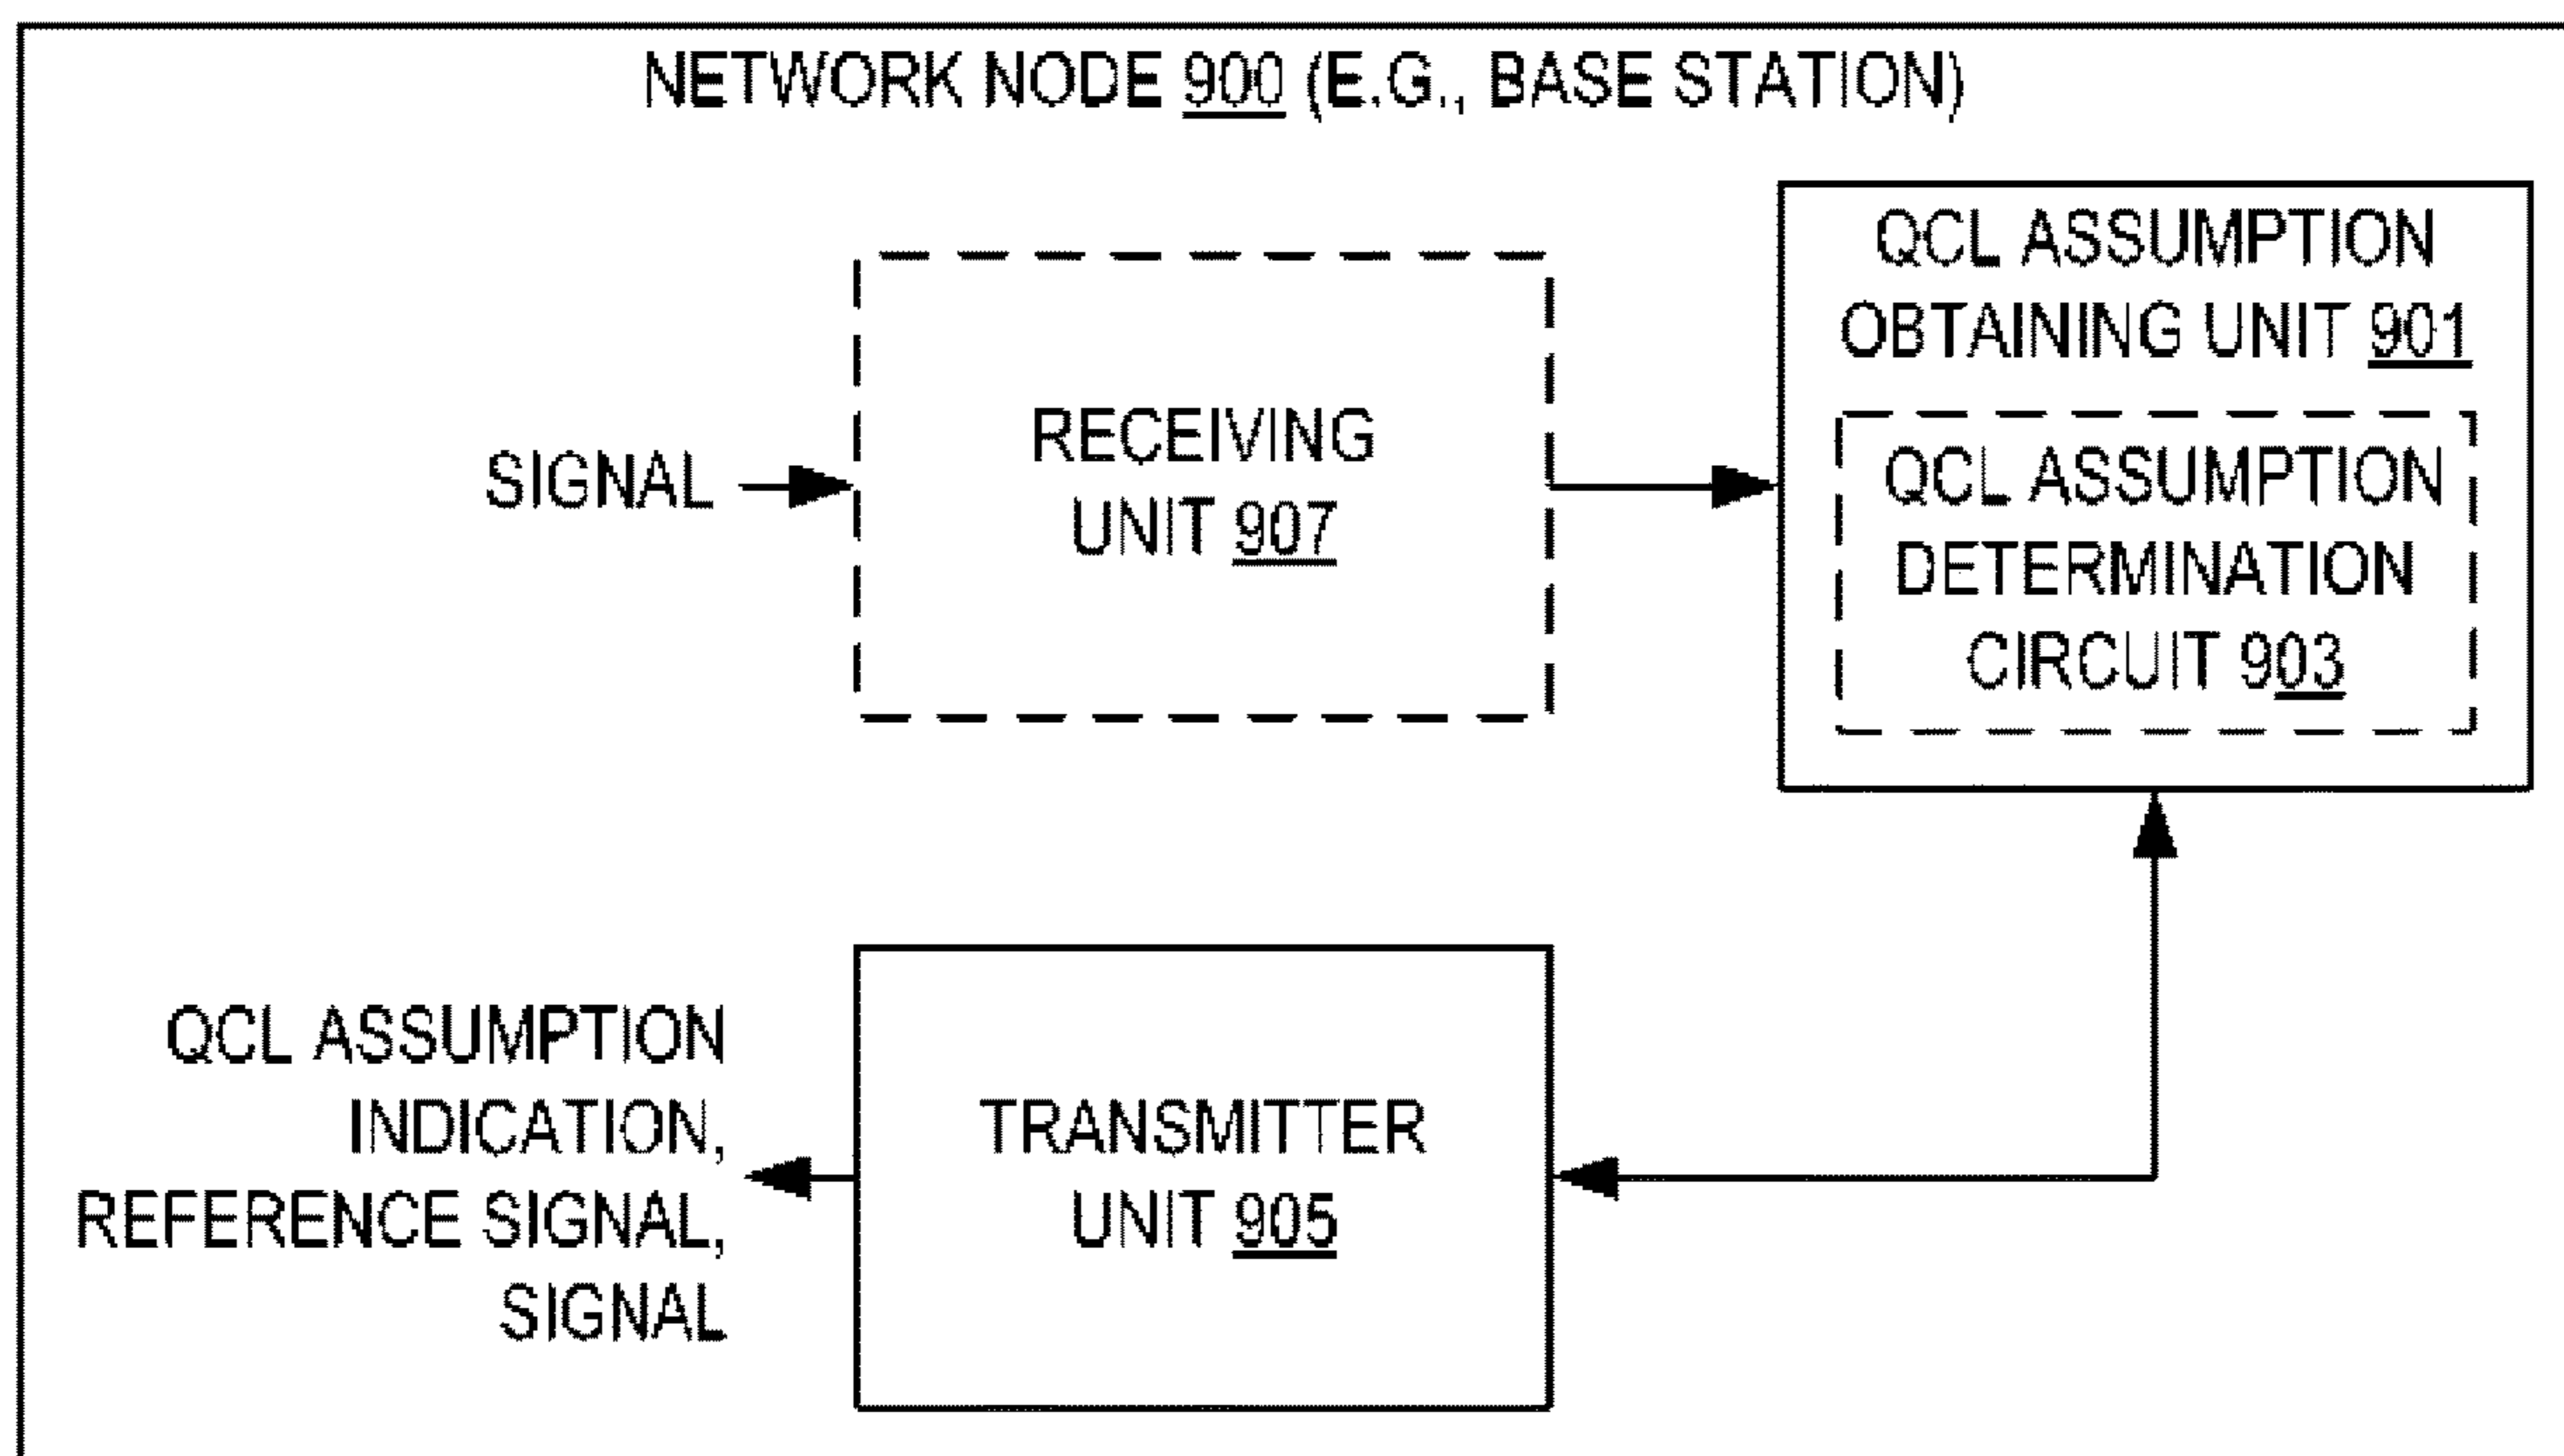 NETWORK NODE 900 (E.G., BASE STATION)
QCL ASSUMPTION
OBTAINING UNIT 901
QCL ASSUMPTION
DETERMINATION
CIRCUIT 903
RECEIVING
UNIT 907
SIGNAL
QCL ASSUMPTION
INDICATION,
REFERENCE SIGNAL,
SIGNAL
TRANSMITTER
UNIT 905